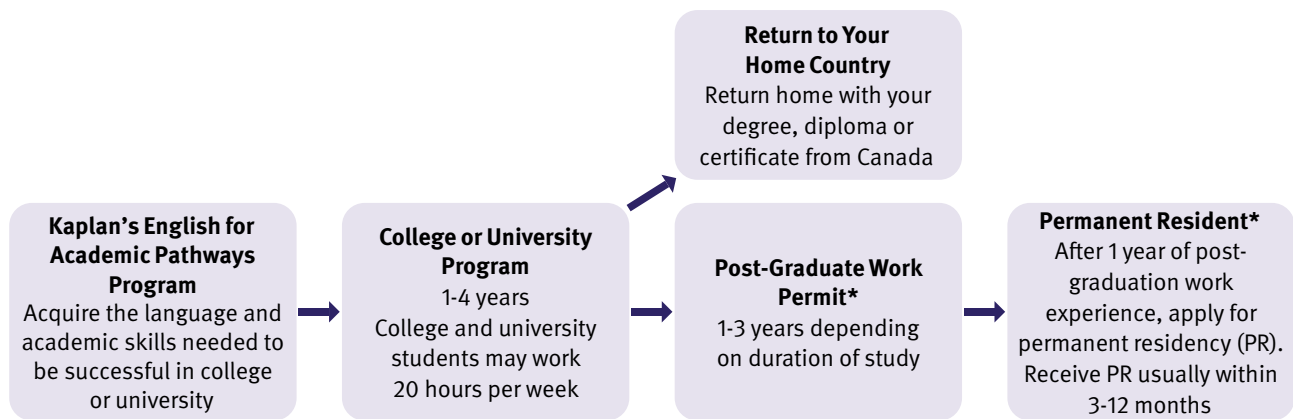 Return to Your
Home Country
Return home with your
degree, diploma or
certificate from Canada
Kaplan’s English for
Academic Pathways
Program
Acquire the language and
academic skills needed to
be successful in college
or university
College or University
Program
1-4 years
College and university
students may work
20 hours per week
Post-Graduate Work
Permit*
1-3 years depending
on duration of study
Permanent Resident*
After 1 year of post-
graduation work
experience, apply for
permanent residency (PR).
Receive PR usually within
3-12 months